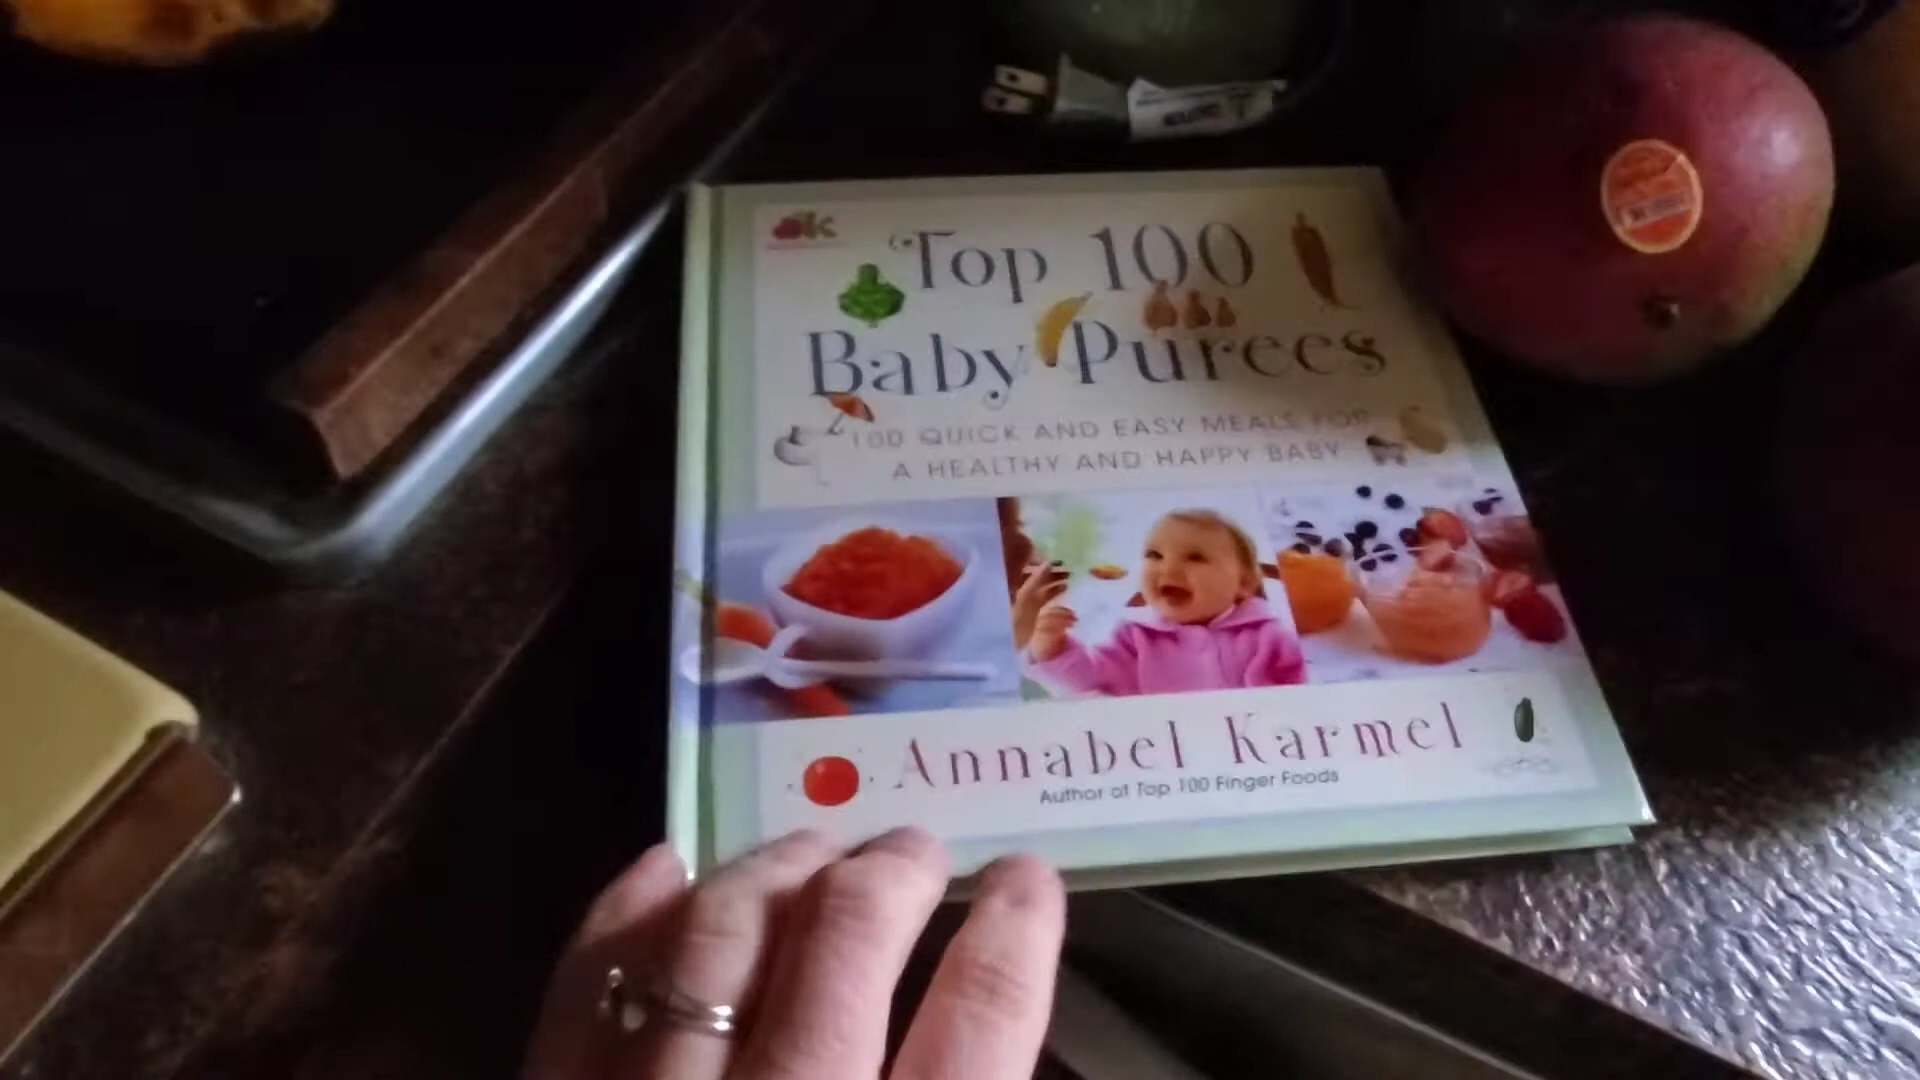 ak
Top 100
Baby Purees
100 QUICK AND EASY MEALS FOR
A HEALTHY AND HAPPY BABY
Annabel Karmel
Author of Top 100 Finger Foods